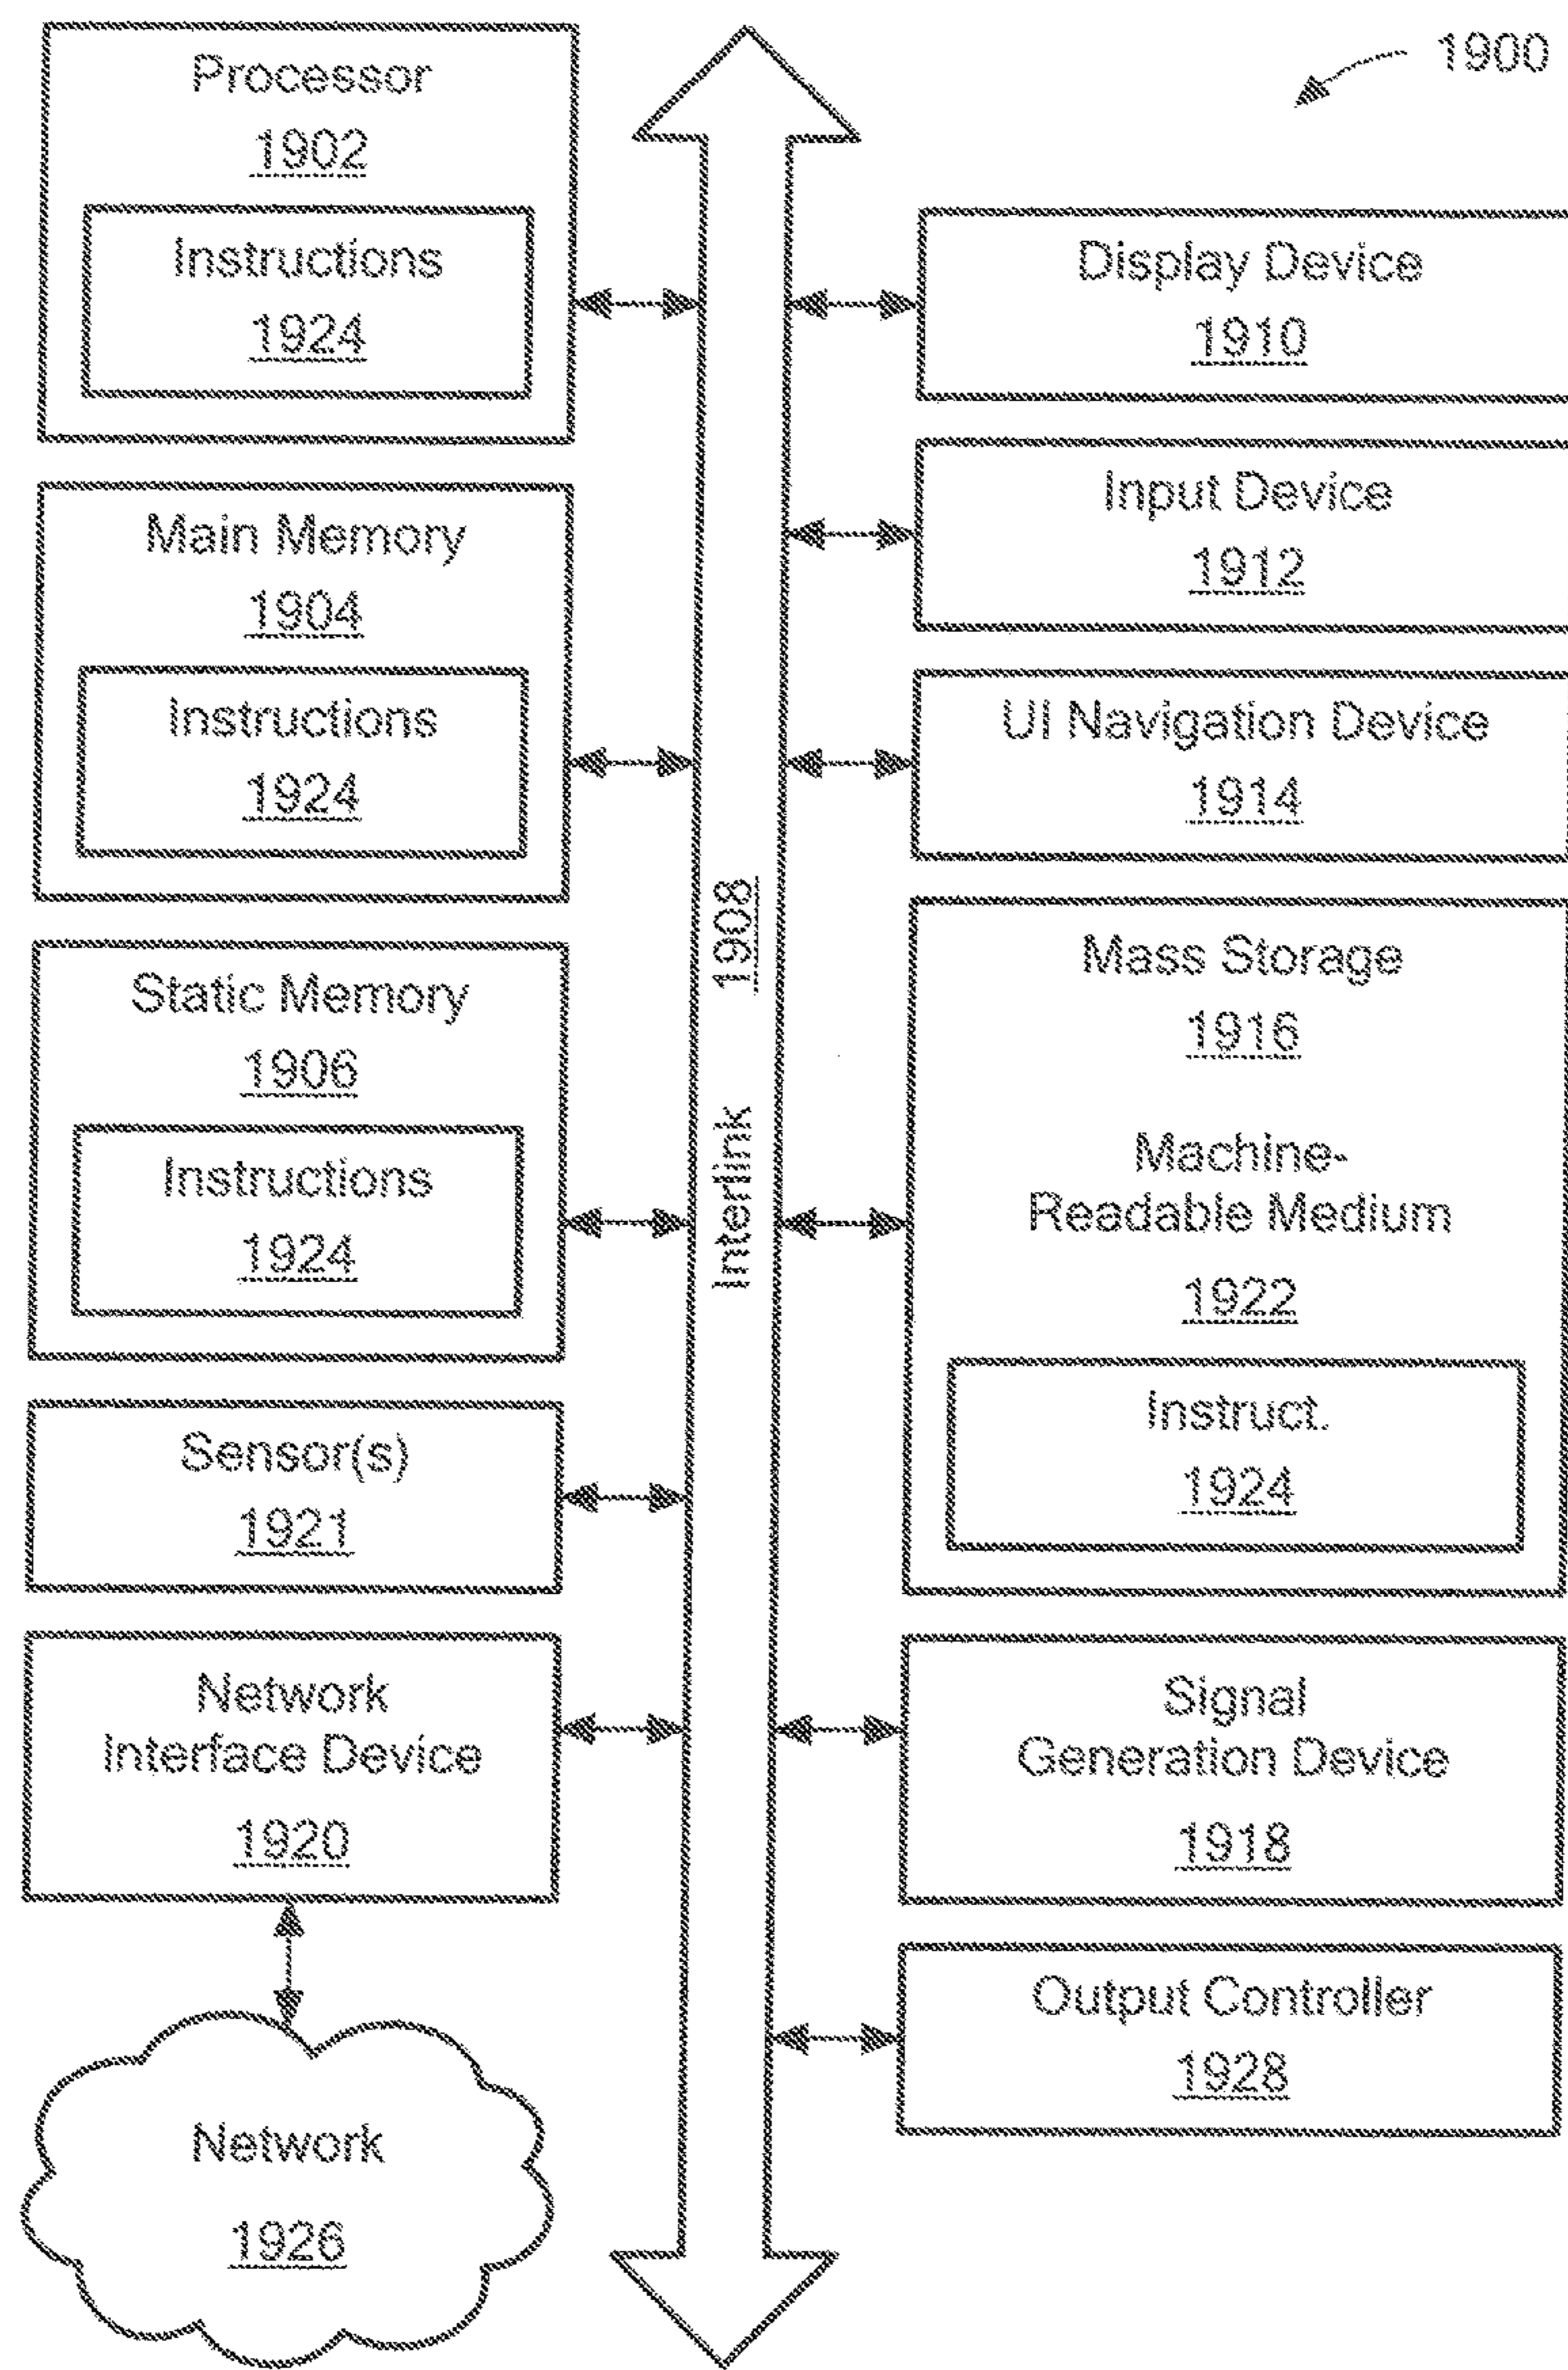 1900
Processor
1902
Instructions
1924
Main Memory
1904
Instructions
1924
Static Memory
1906
Instructions
1924
Sensor(s)
1921
Network
Interface Device
1920
Network
1926
Interlink 1908
Display Device
1910
Input Device
1912
UI Navigation Device
1914
Mass Storage
1916
Machine-
Readable Medium
1922
Instruct.
1924
Signal
Generation Device
1918
Output Controller
1928